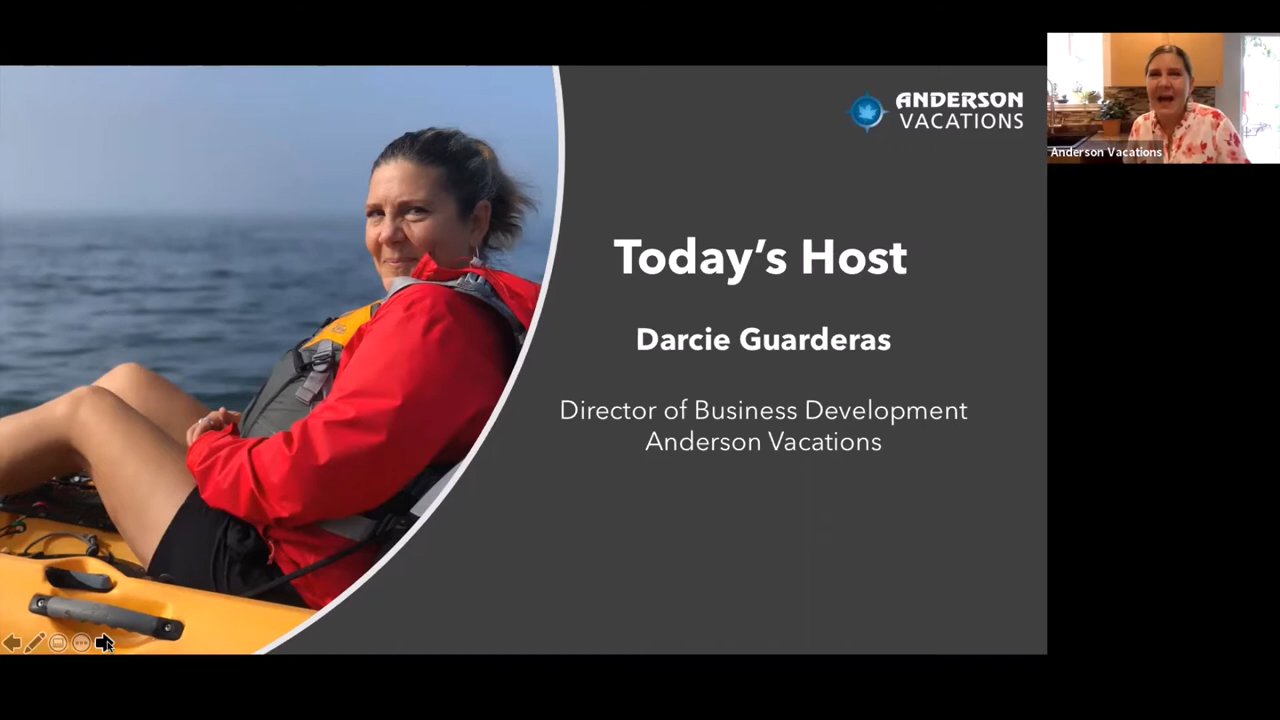 ANDERSON
VACATIONS
Anderson Vacations
Today's Host
Darcie Guarderas
Director of Business Development
Anderson Vacations